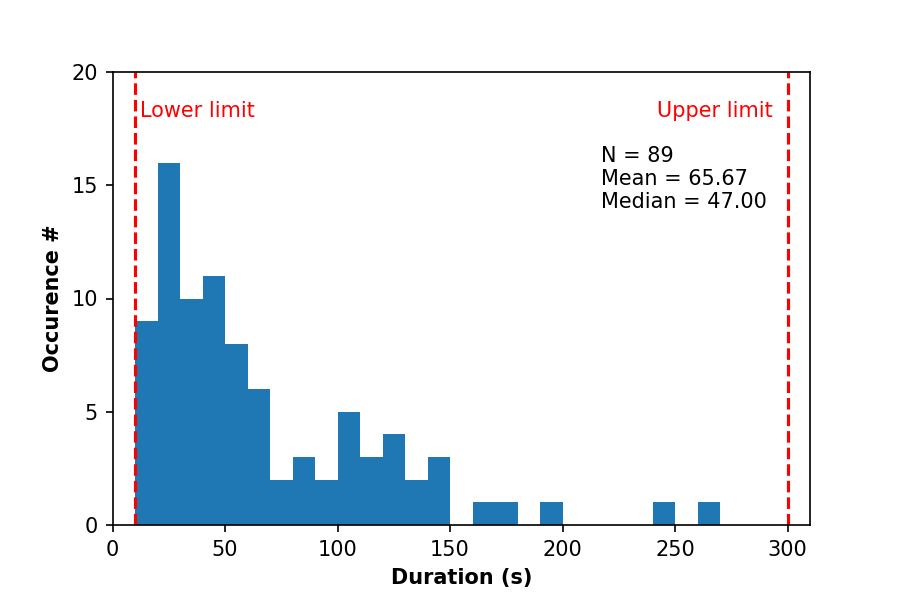 20
Lower limit
Upper limit
N = 89
Mean = 65.67
Median = 47.00
15
10
5
0
Occurence #
0 50 100 150 200 250 300
Duration (s)